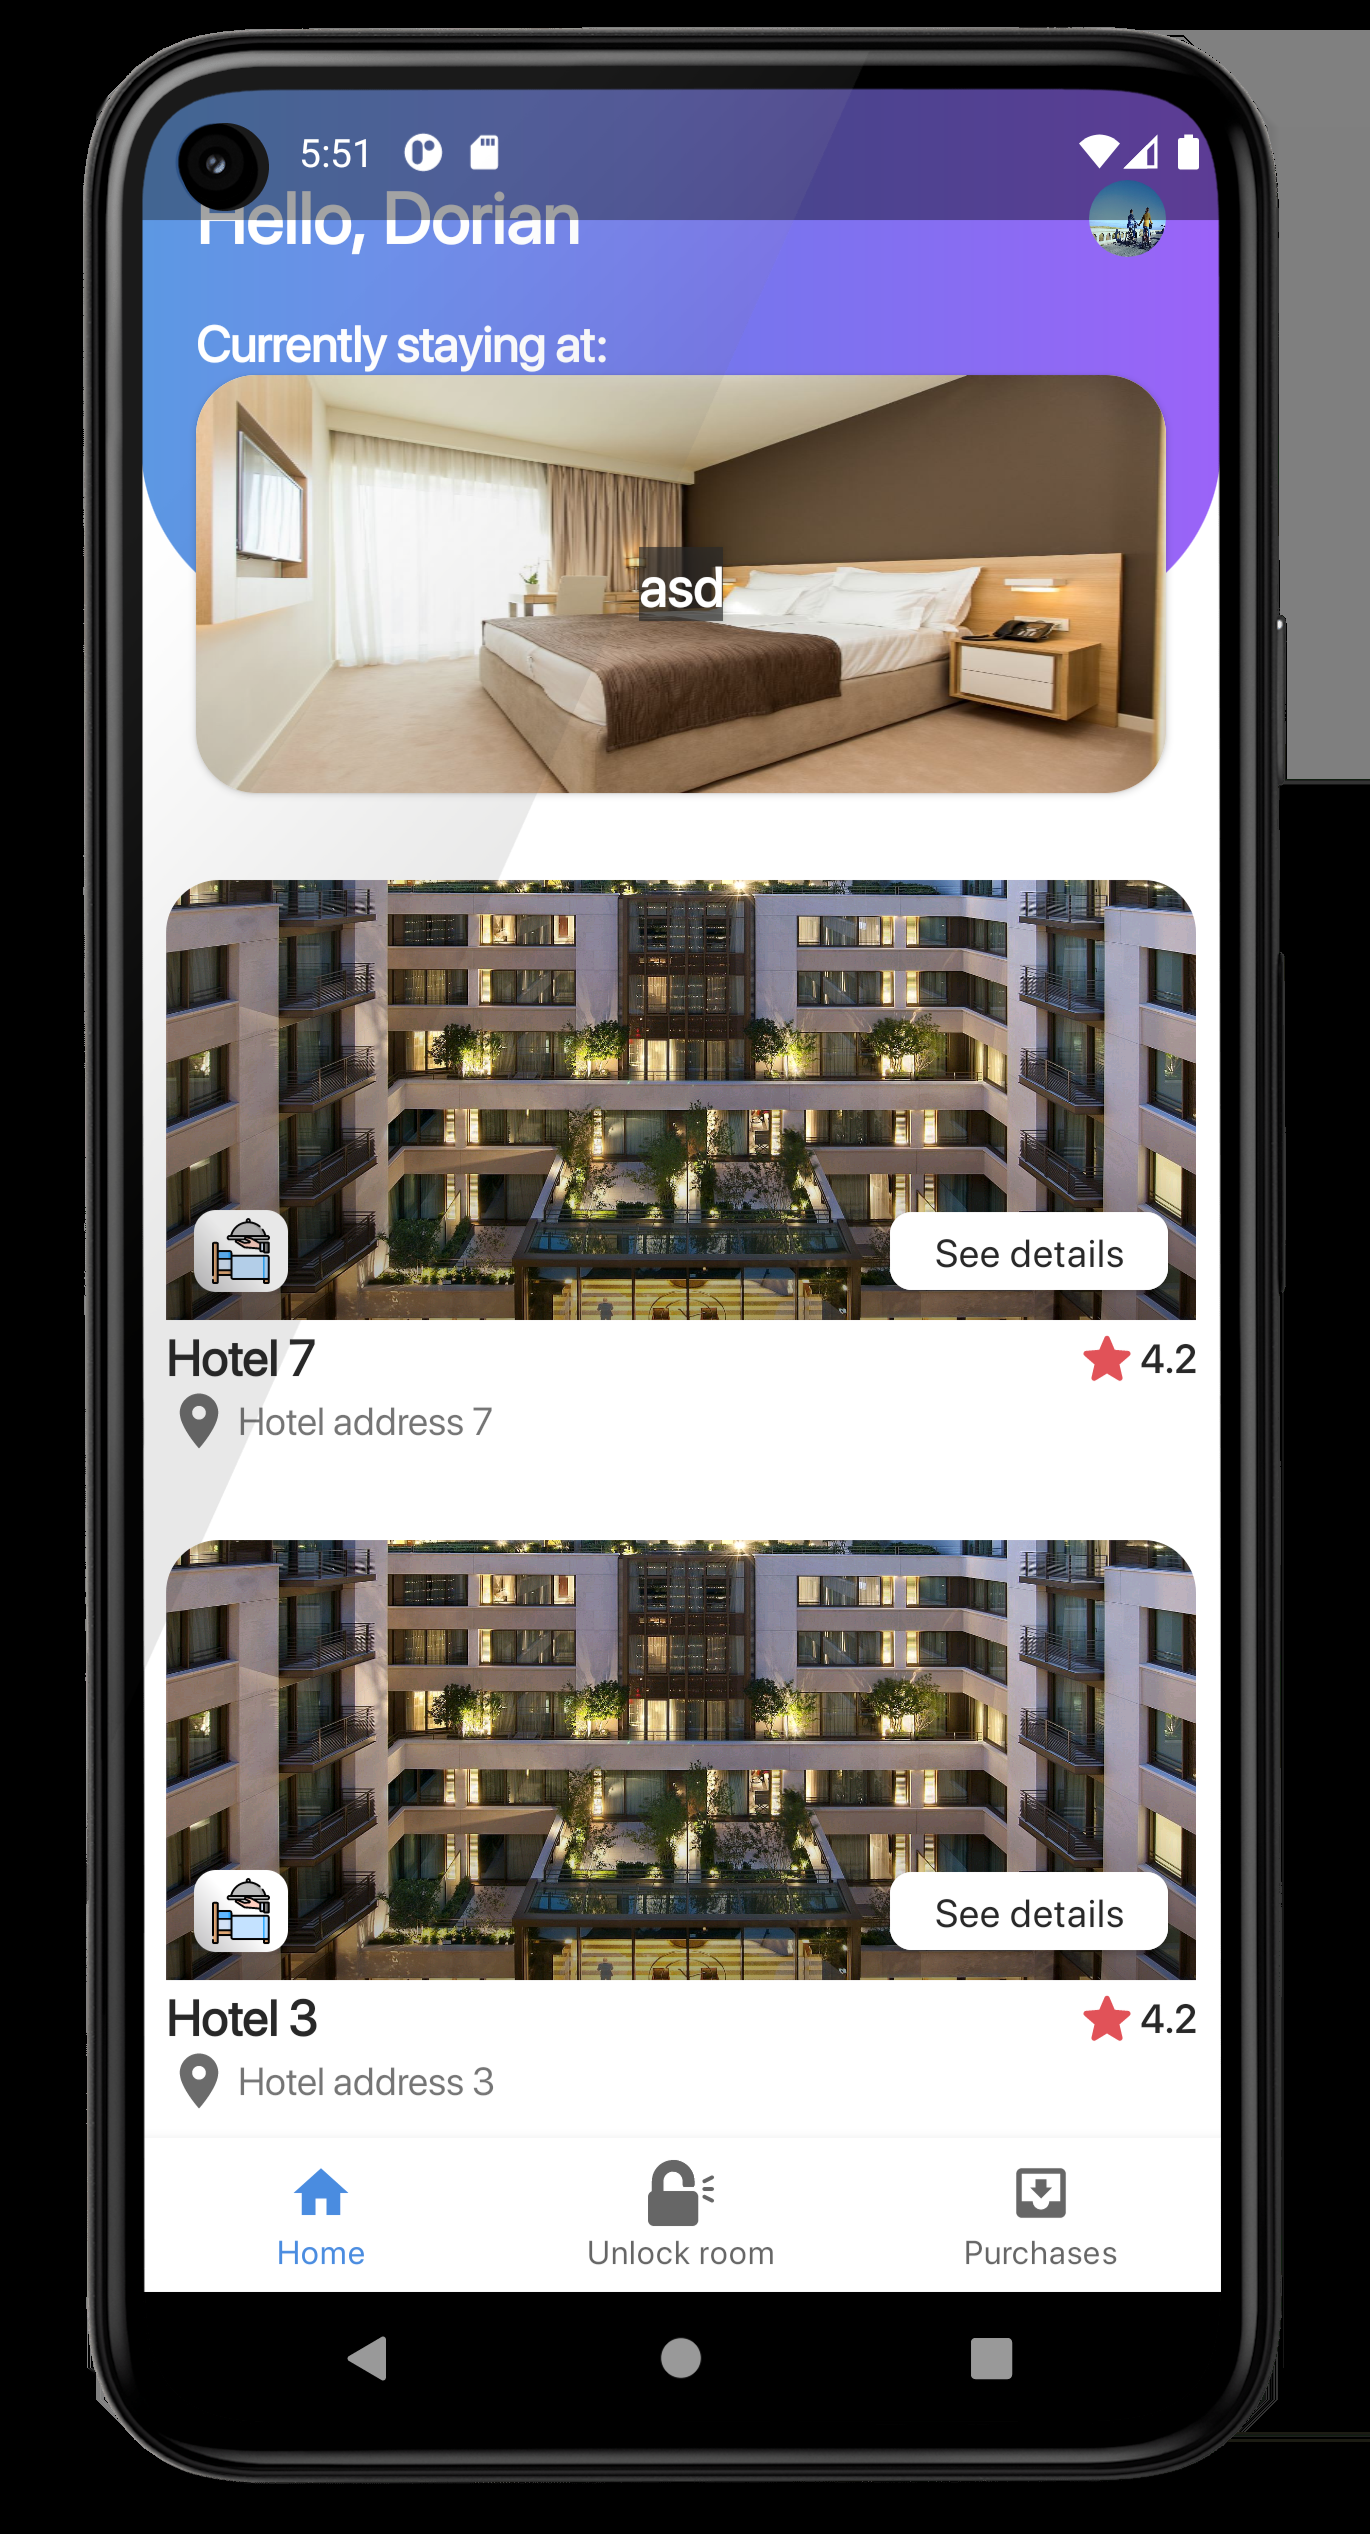 5:51
Hello, Dorian
Currently staying at:
asd
See details
Hotel 7
4.2
Hotel address 7
See details
Hotel 3
4.2
Hotel address 3
Home
Unlock room
Purchases